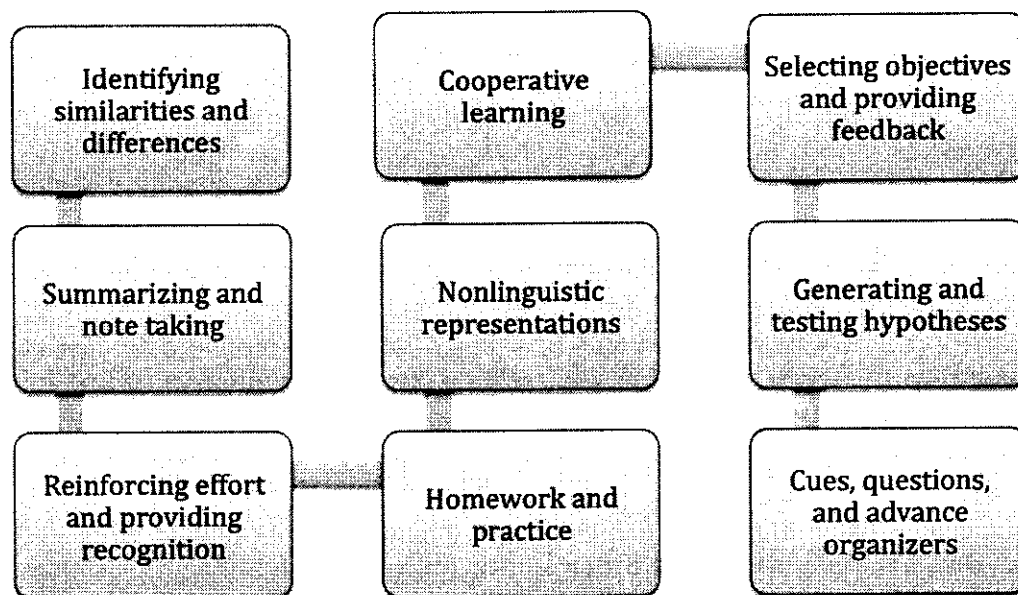 Identifying
similarities and
differences
Summarizing and
note taking
Reinforcing effort
and providing
recognition
Homework and
practice
Nonlinguistic
representations
Cooperative
learning
Selecting objectives
and providing
feedback
Generating and
testing hypotheses
Cues, questions,
and advance
organizers